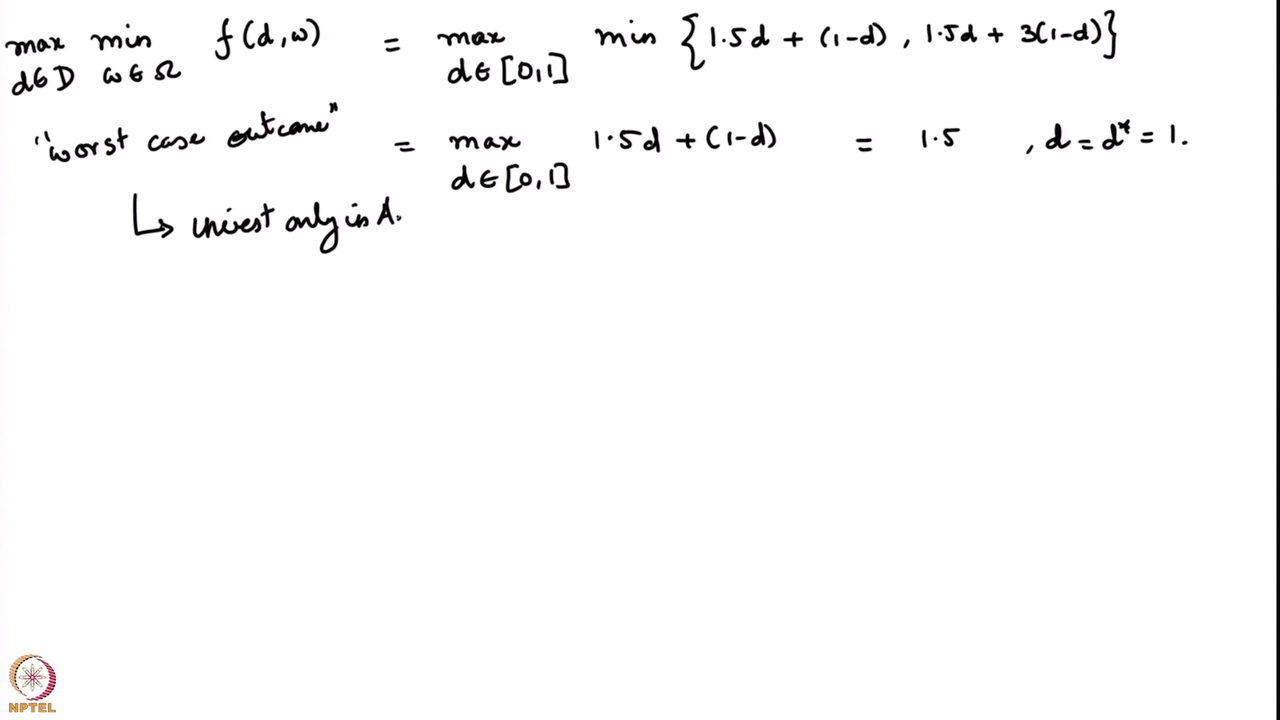 max min f(d,ω) = max min {1.5d + (1-d) , 1.5d + 3(1-d)}
d∈D ω∈Ω d∈[0,1]
"worst case outcome" = max 1.5d + (1-d) = 1.5 , d = d* = 1.
d∈[0,1]
↳ invest only in A.
NPTEL